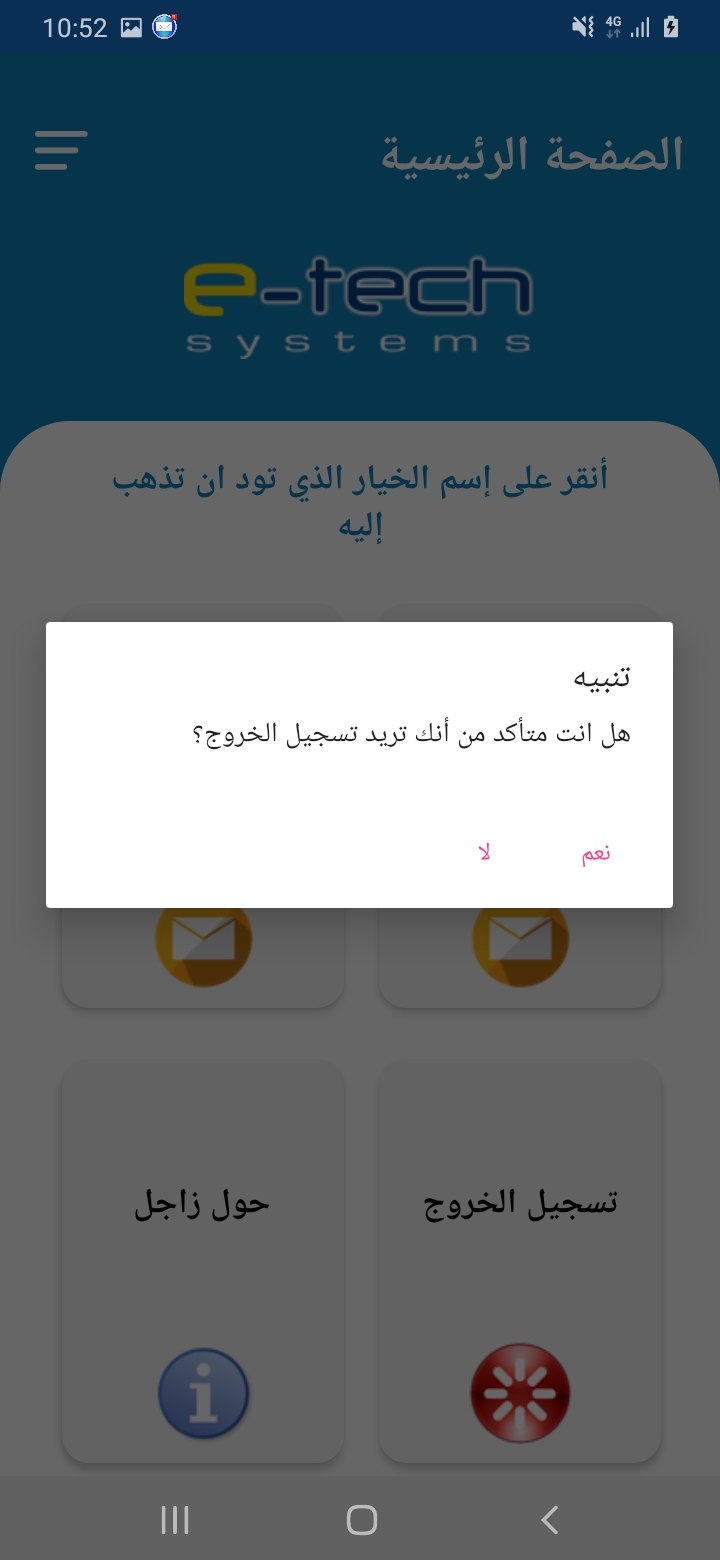 10:52
4G
الصفحة الرئيسية
e-tech
systems
أنقر على إسم الخيار الذي تود ان تذهب
إليه
تنبيه
هل انت متأكد من أنك تريد تسجيل الخروج؟
نعم
لا
تسجيل الخروج
حول زاجل